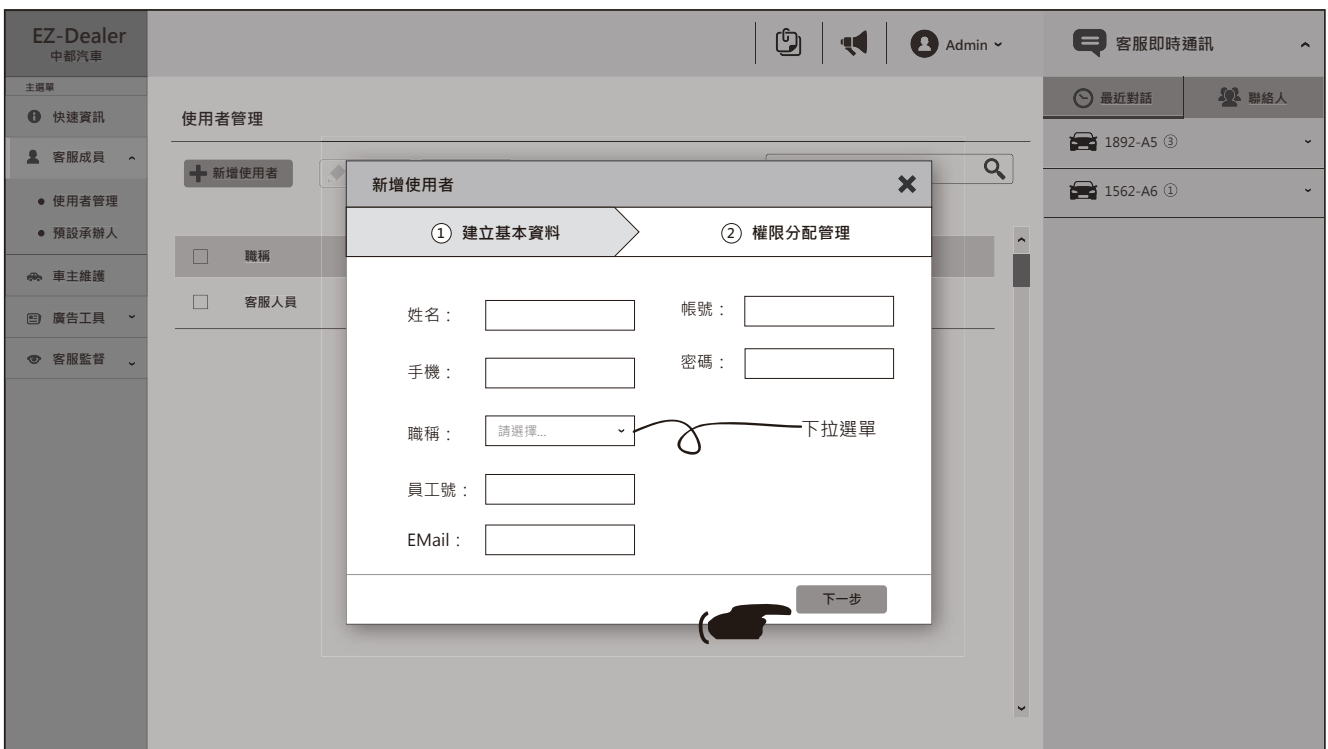 EZ-Dealer
中都汽車
Admin
客服即時通訊
主選單
快速資訊
客服成員
使用者管理
預設承辦人
車主維護
廣告工具
客服監督
使用者管理
新增使用者
職稱
客服人員
新增使用者
① 建立基本資料
② 權限分配管理
姓名：
帳號：
手機：
密碼：
職稱：
請選擇...
下拉選單
員工號：
EMail：
下一步
最近對話
聯絡人
1892-A5 ③
1562-A6 ①